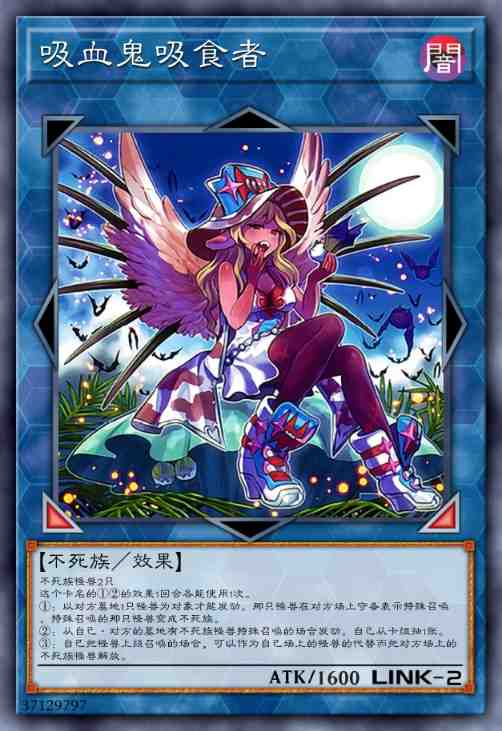 吸血鬼吸食者
闇
[不死族／效果]
不死族怪兽2只
这个卡名的①②的效果1回合各能使用1次。
①：以对方墓地1只怪兽为对象才能发动。那只怪兽在对方场上守备表示特殊召唤
。特殊召唤的那只怪兽变成不死族。
②：从自己·对方的墓地有不死族怪兽特殊召唤的场合发动。自己从卡组抽1张。
③：自己把怪兽上级召唤的场合，可以作为自己场上的怪兽的代替而把对方场上的
不死族怪兽解放。
ATK/1600 LINK-2
37129797